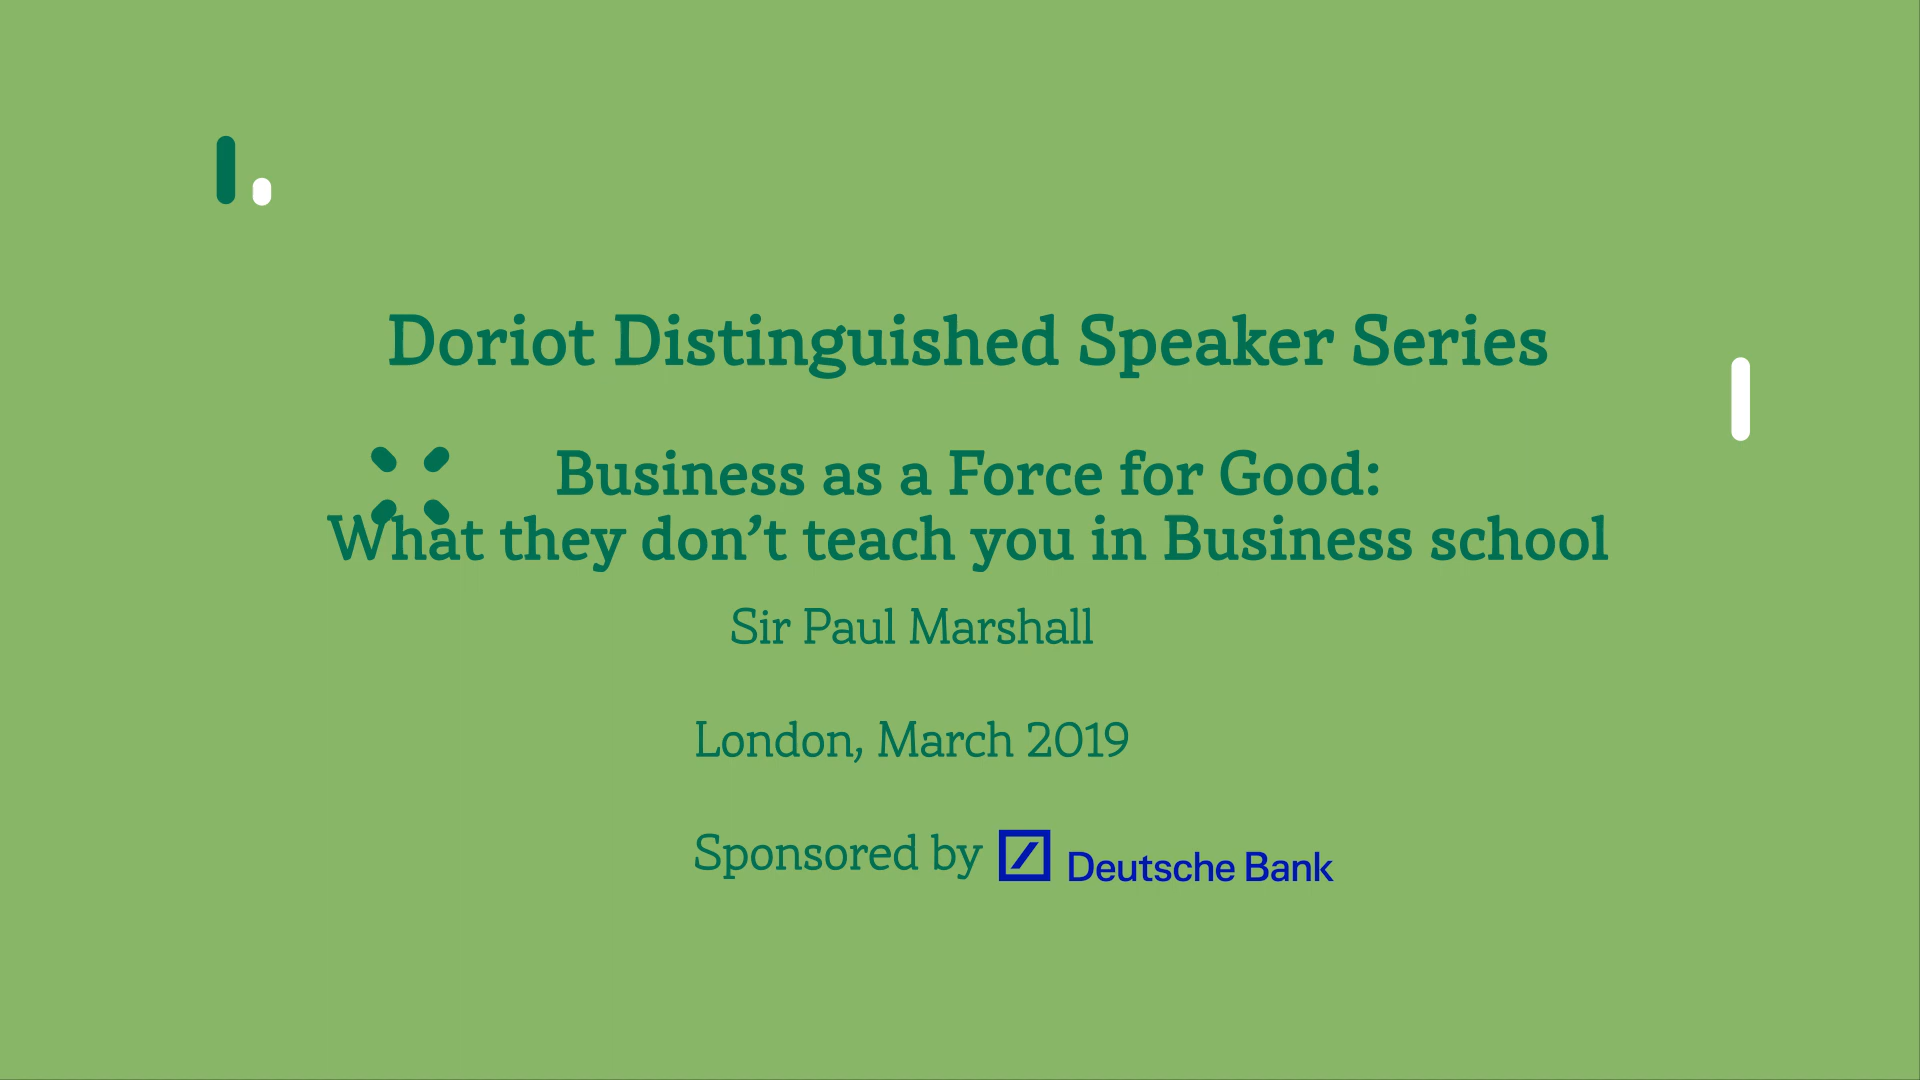 Doriot Distinguished Speaker Series
Business as a Force for Good:
What they don’t teach you in Business school
Sir Paul Marshall
London, March 2019
Sponsored by Deutsche Bank